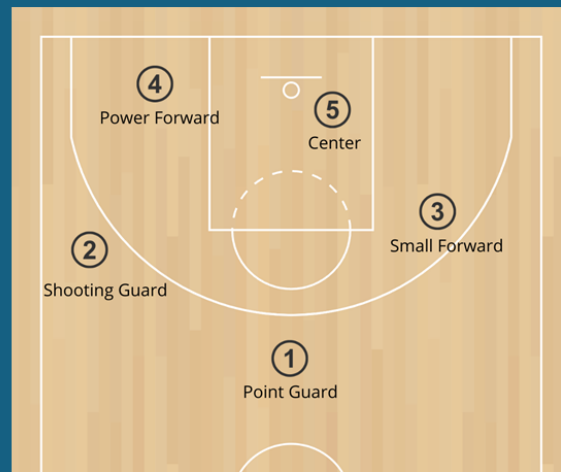 4
Power Forward
5
Center
3
Small Forward
2
Shooting Guard
1
Point Guard